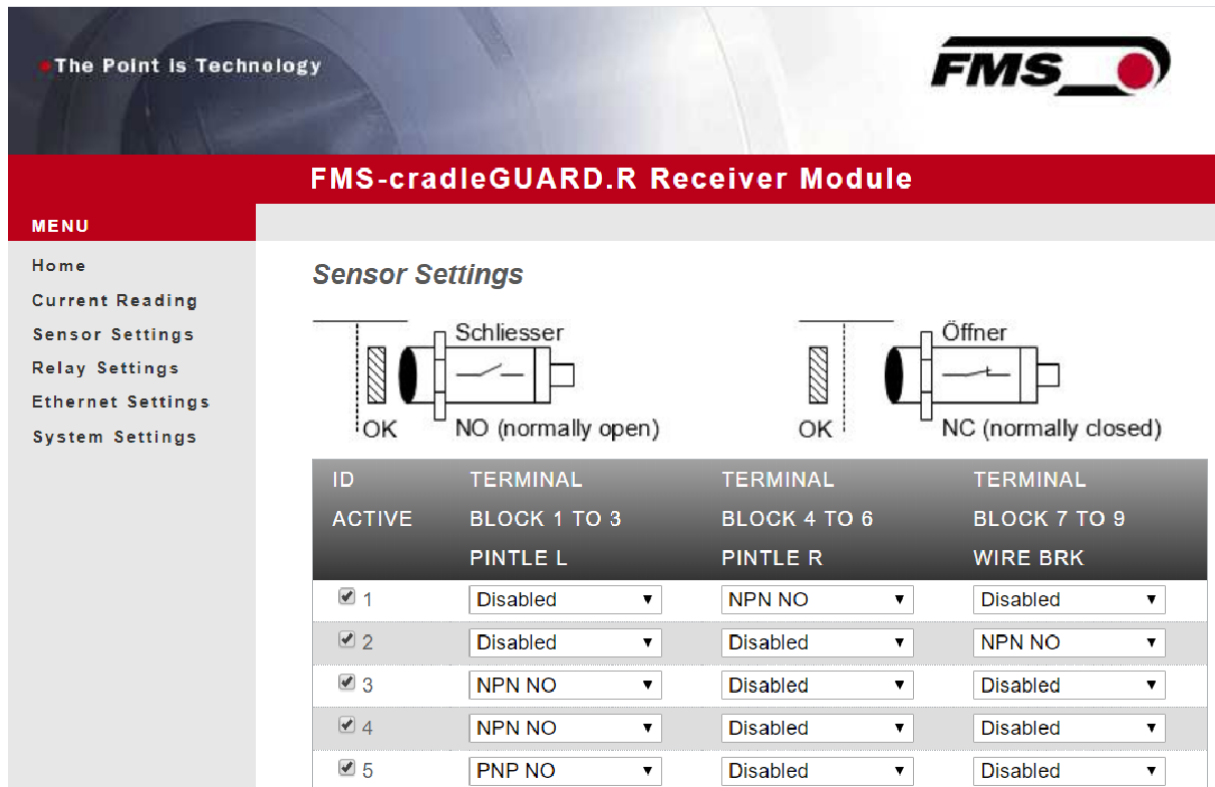 The Point is Technology
FMS
FMS-cradleGUARD.R Receiver Module
MENU
Home
Current Reading
Sensor Settings
Relay Settings
Ethernet Settings
System Settings
Sensor Settings
Schliesser
OK NO (normally open)
Öffner
OK NC (normally closed)
ID TERMINAL TERMINAL TERMINAL
ACTIVE BLOCK 1 TO 3 BLOCK 4 TO 6 BLOCK 7 TO 9
PINTLE L PINTLE R WIRE BRK
1 Disabled NPN NO Disabled
2 Disabled Disabled NPN NO
3 NPN NO Disabled Disabled
4 NPN NO Disabled Disabled
5 PNP NO Disabled Disabled